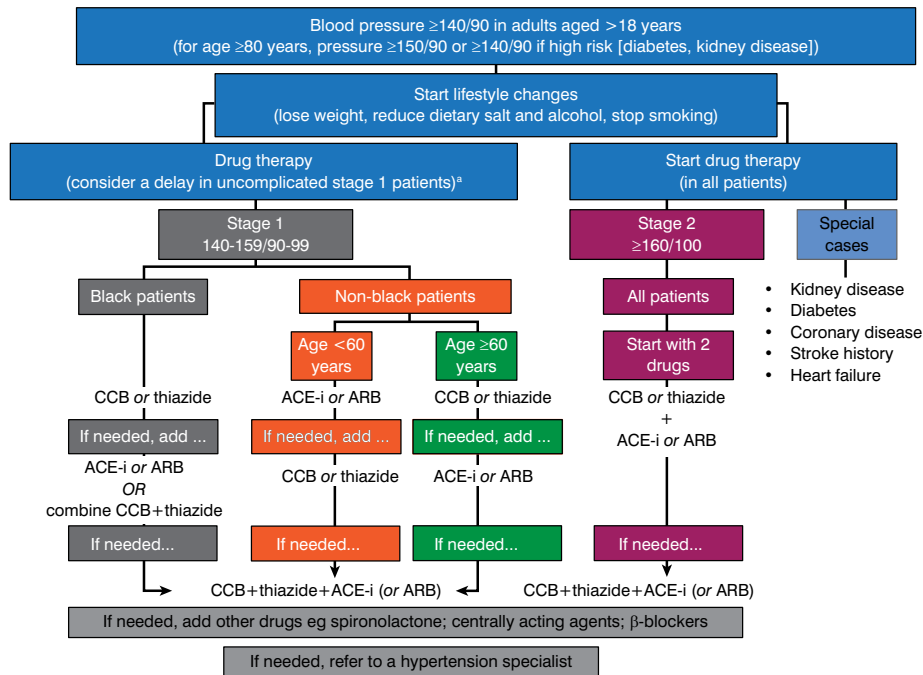 Blood pressure ≥140/90 in adults aged >18 years
(for age ≥80 years, pressure ≥150/90 or ≥140/90 if high risk [diabetes, kidney disease])
Start lifestyle changes
(lose weight, reduce dietary salt and alcohol, stop smoking)
Drug therapy
(consider a delay in uncomplicated stage 1 patients)ᵃ
Start drug therapy
(in all patients)
Stage 1
140-159/90-99
Stage 2
≥160/100
Special
cases
Black patients
Non-black patients
All patients
• Kidney disease
• Diabetes
• Coronary disease
• Stroke history
• Heart failure
Age <60
years
Age ≥60
years
Start with 2
drugs
CCB or thiazide
ACE-i or ARB
CCB or thiazide
CCB or thiazide
+
ACE-i or ARB
If needed, add ...
If needed, add ...
If needed, add ...
ACE-i or ARB
OR
combine CCB+thiazide
CCB or thiazide
ACE-i or ARB
If needed...
If needed...
If needed...
If needed...
CCB+thiazide+ACE-i (or ARB)
CCB+thiazide+ACE-i (or ARB)
If needed, add other drugs eg spironolactone; centrally acting agents; β-blockers
If needed, refer to a hypertension specialist